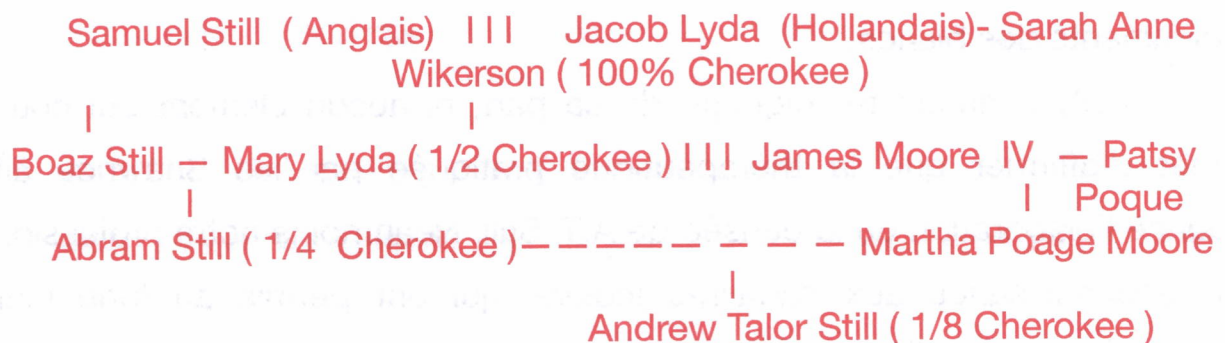 Samuel Still ( Anglais) I I I Jacob Lyda (Hollandais)- Sarah Anne
Wikerson ( 100% Cherokee )
Boaz Still – Mary Lyda ( 1/2 Cherokee ) I I I James Moore IV – Patsy
Poque
Abram Still ( 1/4 Cherokee )– – – – – – – – – Martha Poage Moore
Andrew Talor Still ( 1/8 Cherokee )